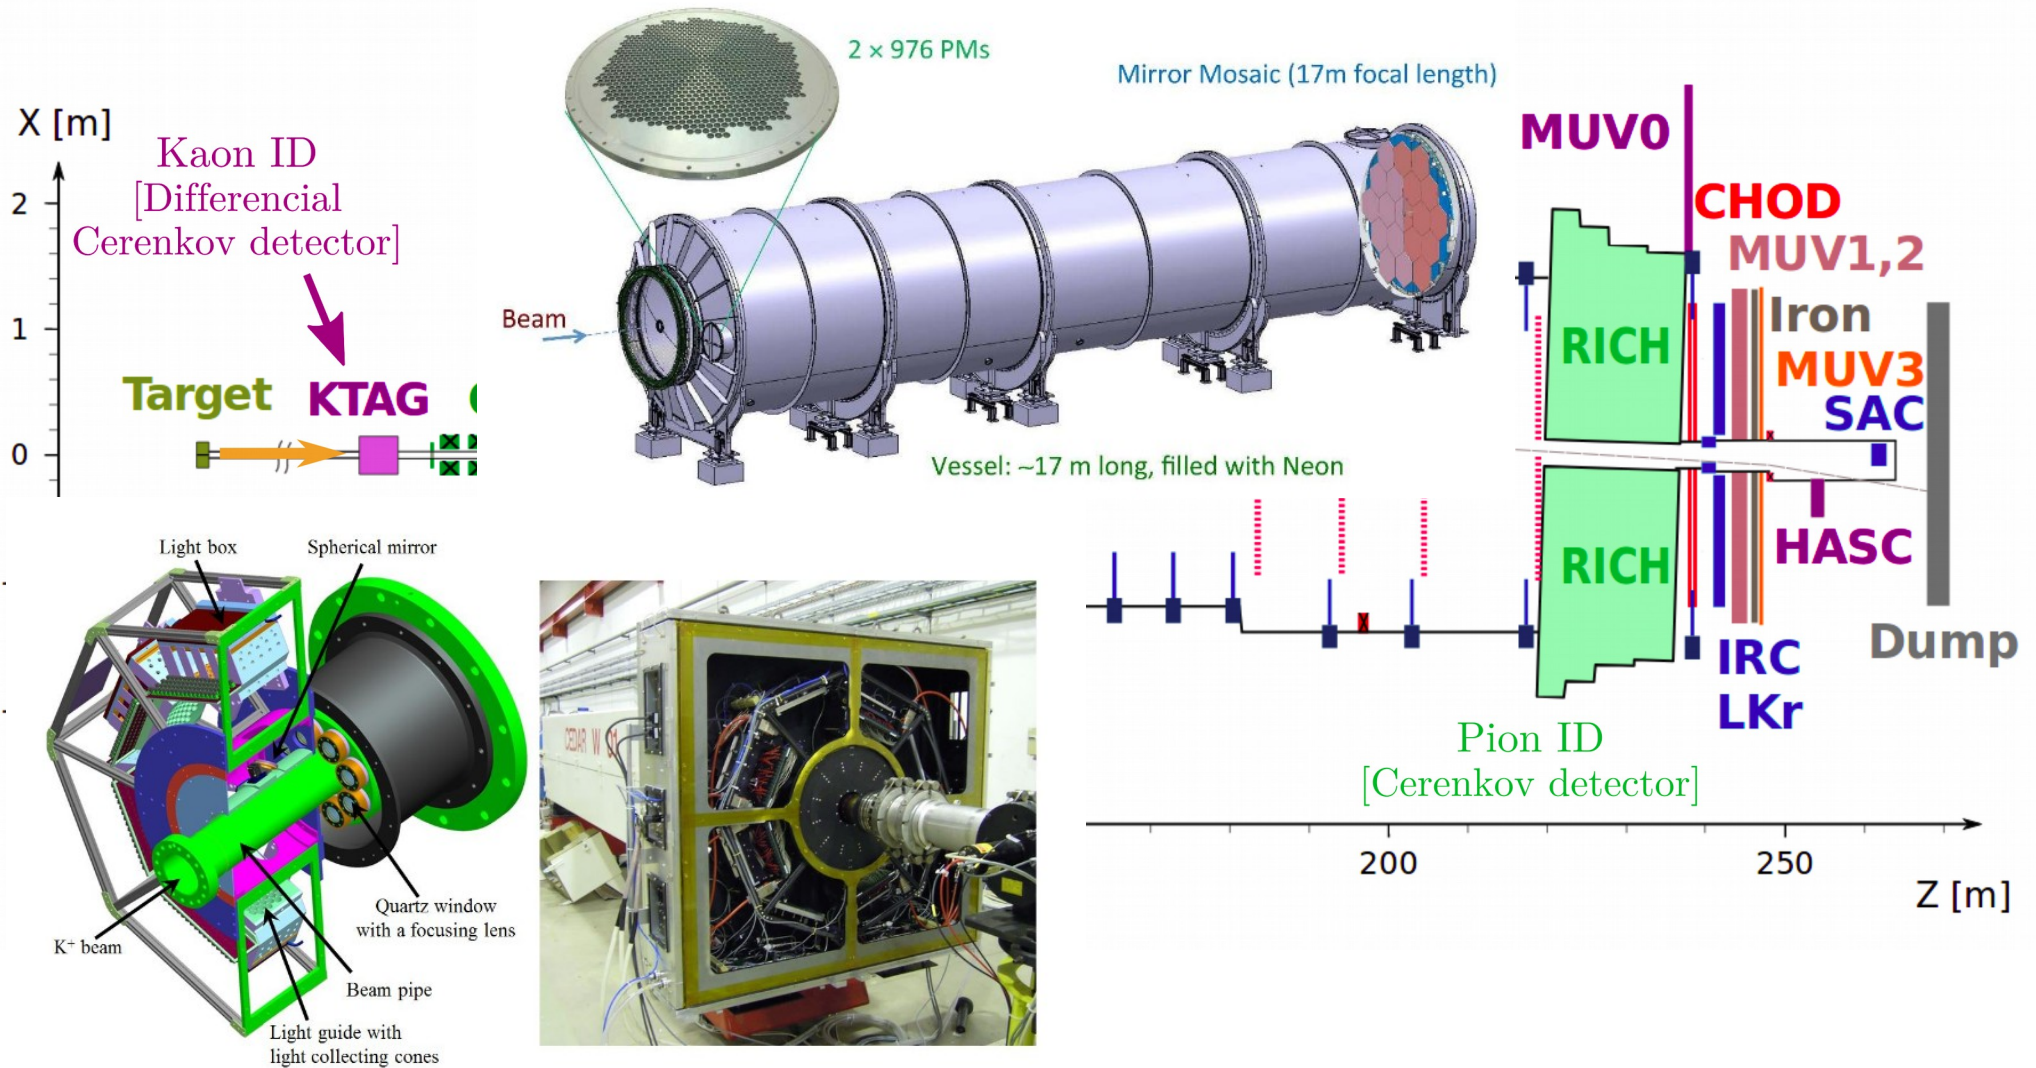 X [m]
2
1
0
Kaon ID
[Differencial
Cerenkov detector]
Target
KTAG
2 × 976 PMs
Mirror Mosaic (17m focal length)
Beam
Vessel: ~17 m long, filled with Neon
MUV0
CHOD
MUV1,2
Iron
MUV3
SAC
RICH
RICH
HASC
Dump
IRC
LKr
Pion ID
[Cerenkov detector]
200
250
Z [m]
Light box
Spherical mirror
Quartz window
with a focusing lens
K+ beam
Beam pipe
Light guide with
light collecting cones
CEDAR W